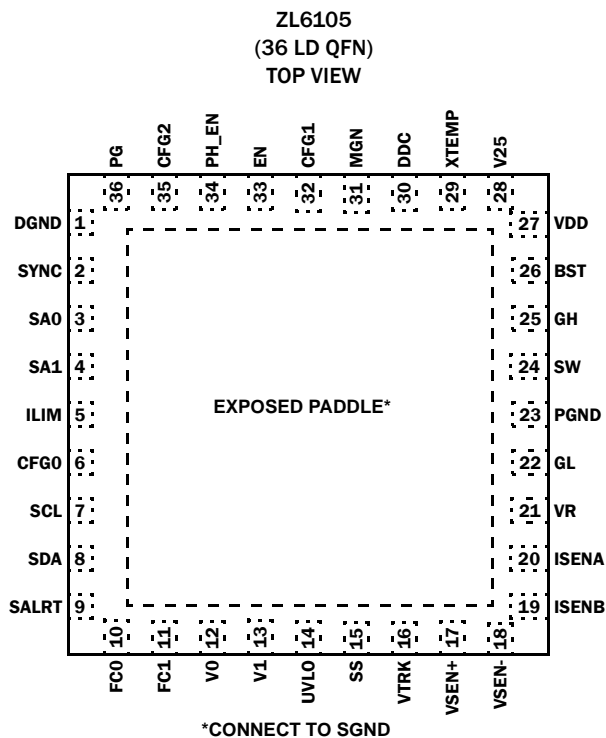 ZL6105
(36 LD QFN)
TOP VIEW
PG
CFG2
PH_EN
EN
CFG1
MGN
DDC
XTEMP
V25
36
35
34
33
32
31
30
29
28
DGND 1
SYNC 2
SA0 3
SA1 4
ILIM 5
CFG0 6
SCL 7
SDA 8
SALRT 9
EXPOSED PADDLE*
27 VDD
26 BST
25 GH
24 SW
23 PGND
22 GL
21 VR
20 ISENA
19 ISENB
10
11
12
13
14
15
16
17
18
FC0
FC1
V0
V1
UVLO
SS
VTRK
VSEN+
VSEN-
*CONNECT TO SGND